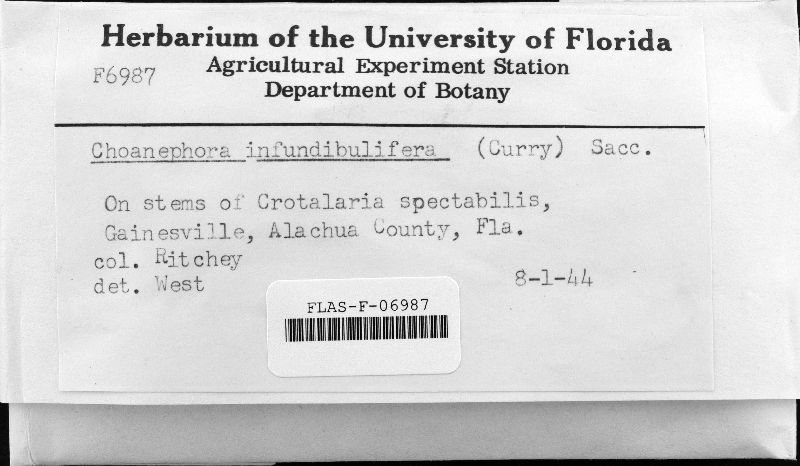 Herbarium of the University of Florida
F6987
Agricultural Experiment Station
Department of Botany
Choanephora infundibulifera (Curry) Sacc.
On stems of Crotalaria spectabilis,
Gainesville, Alachua County, Fla.
col. Ritchey
det. West
8-1-44
FLAS-F-06987